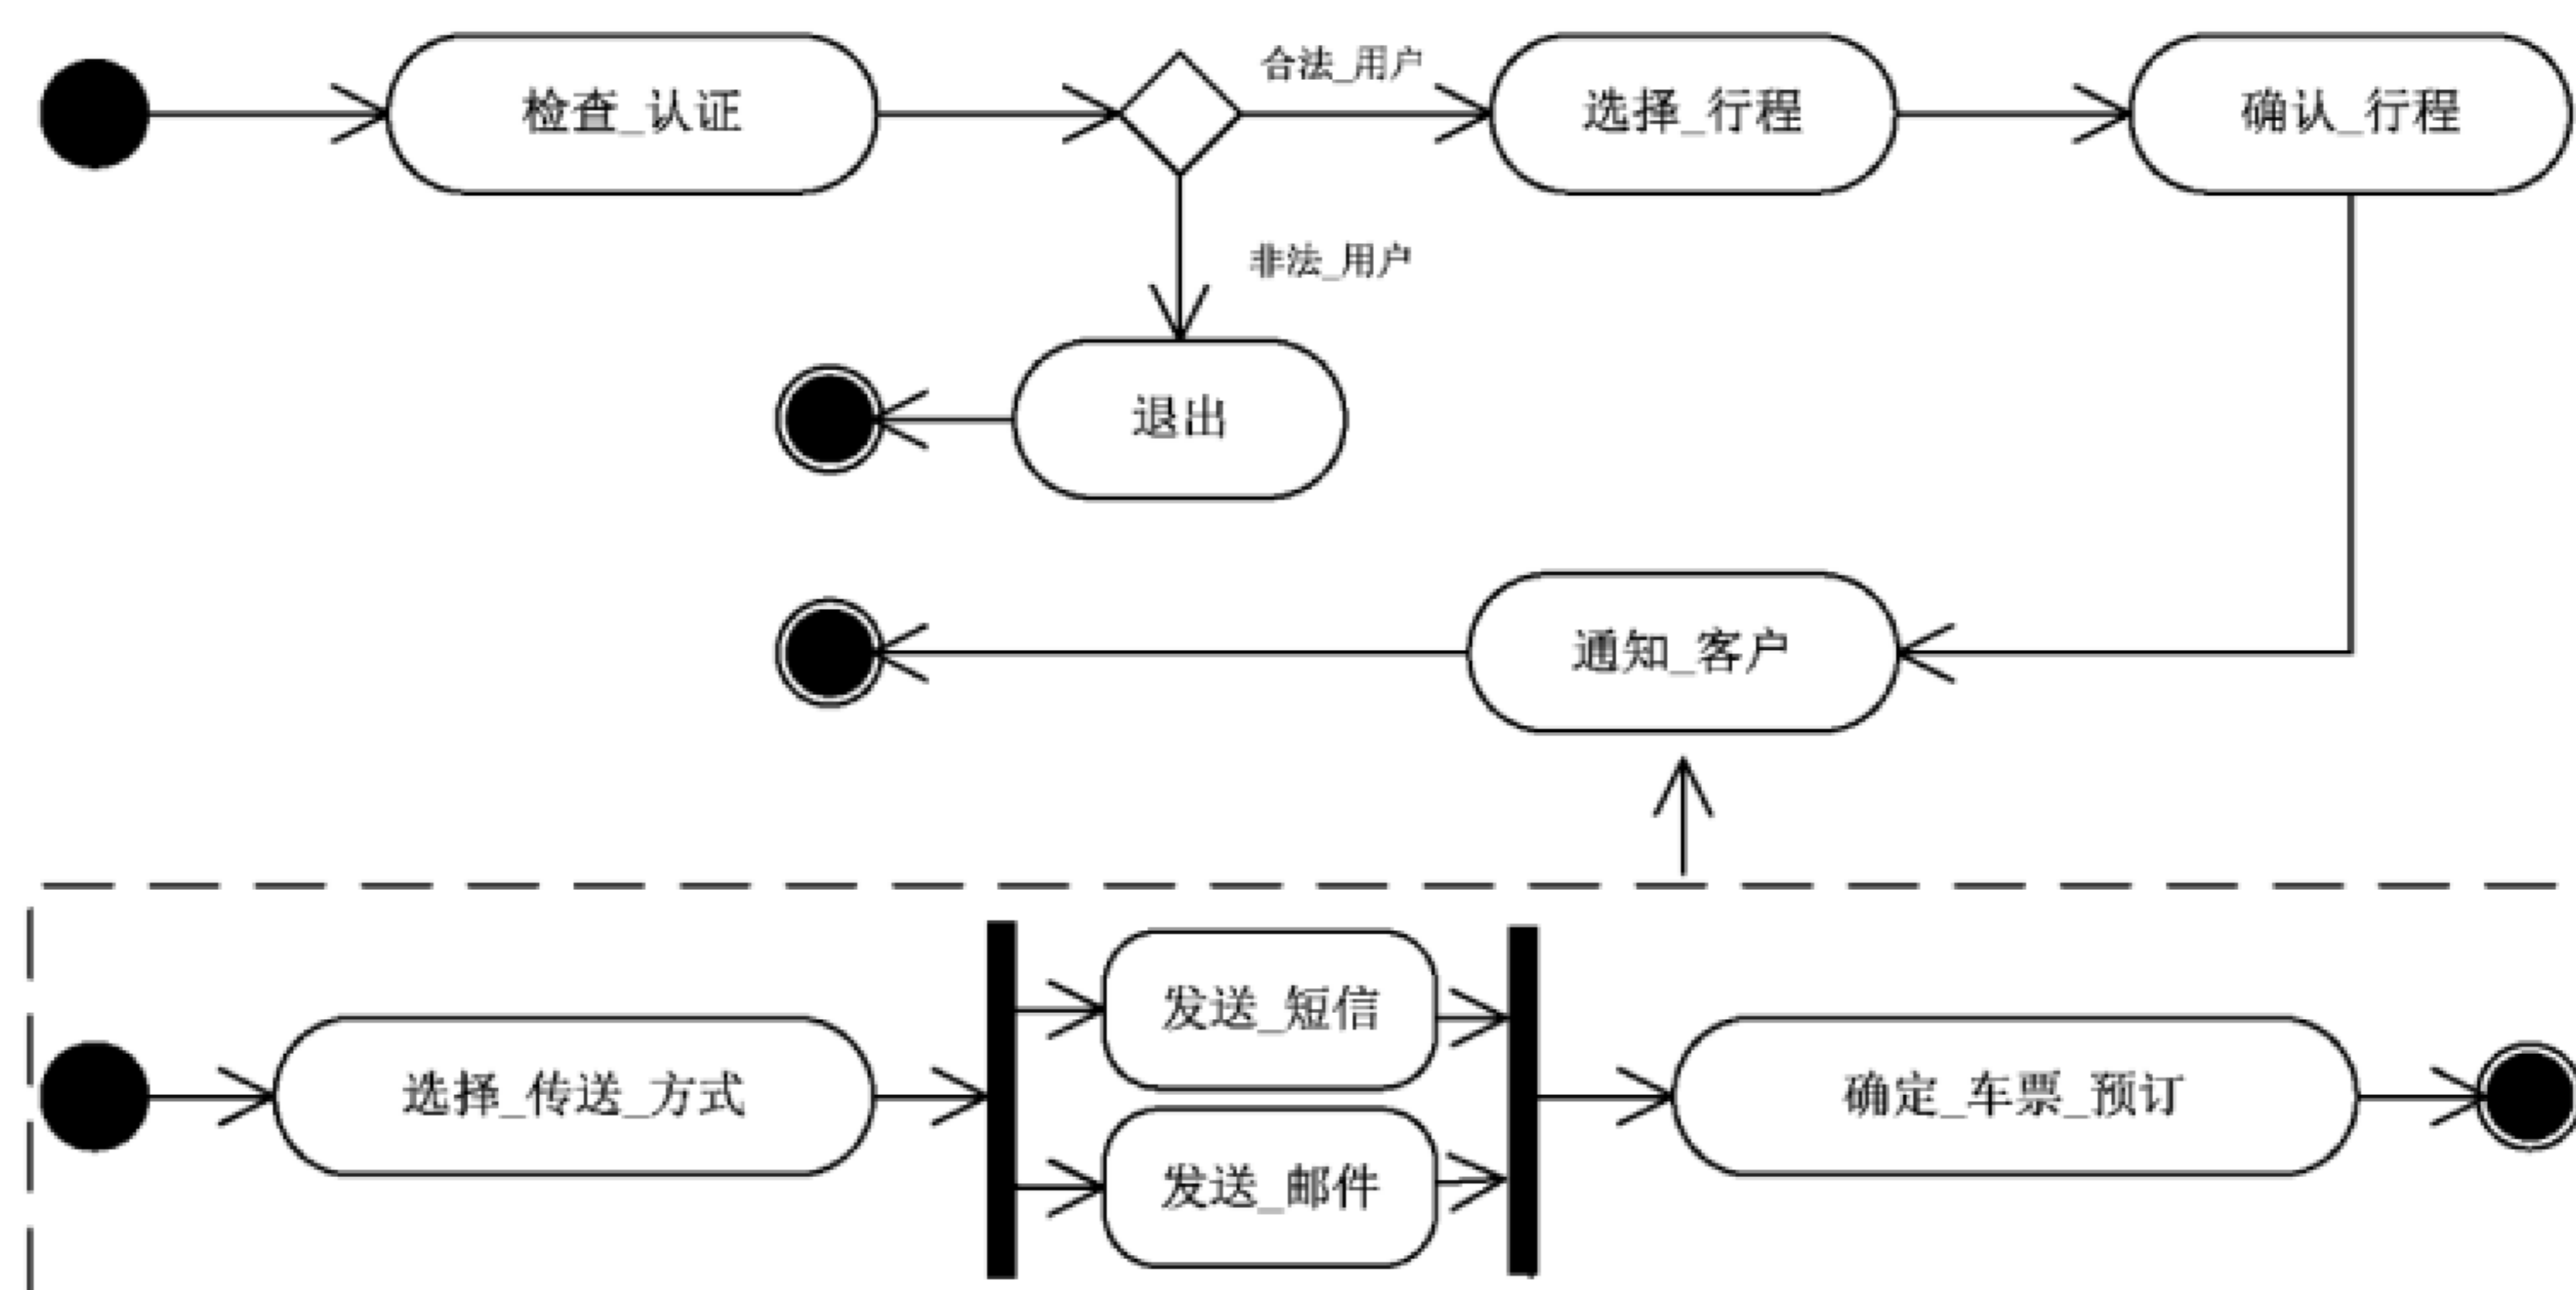 检查_认证
合法_用户
选择_行程
确认_行程
非法_用户
退出
通知_客户
选择_传送_方式
发送_短信
发送_邮件
确定_车票_预订